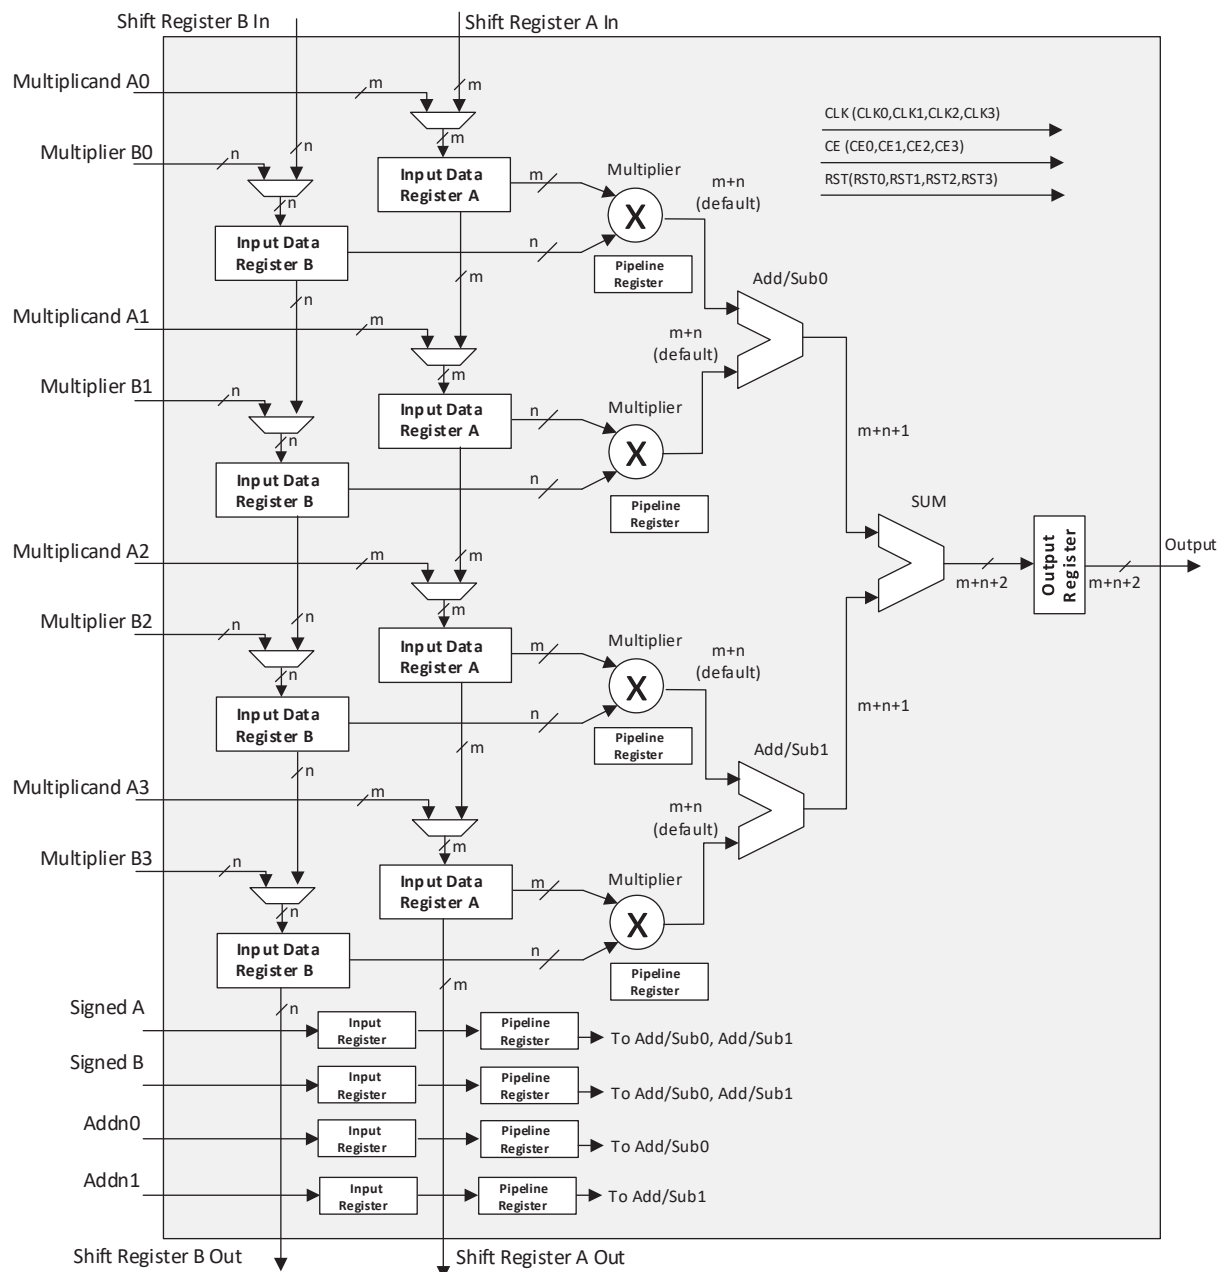 Shift Register B In
Shift Register A In
Multiplicand A0
m
m
CLK (CLK0,CLK1,CLK2,CLK3)
m
Multiplier B0
n
n
CE (CE0,CE1,CE2,CE3)
Input Data
Register A
m
Multiplier
m+n
(default)
RST(RST0,RST1,RST2,RST3)
n
X
Input Data
Register B
n
Pipeline
Register
m
Add/Sub0
n
Multiplicand A1
m
m+n
(default)
m
Multiplier B1
n
Input Data
Register A
n
Multiplier
n
X
m+n+1
Input Data
Register B
n
Pipeline
Register
SUM
Multiplicand A2
m
m
Output
Register
Output
m+n+2
m+n+2
m
Multiplier B2
n
n
Input Data
Register A
m
Multiplier
m+n
(default)
n
X
m+n+1
Input Data
Register B
n
Pipeline
Register
m
Add/Sub1
n
Multiplicand A3
m
m+n
(default)
m
Multiplier B3
n
Input Data
Register A
m
Multiplier
n
X
Input Data
Register B
n
Pipeline
Register
m
n
Signed A
Input
Register
Pipeline
Register
To Add/Sub0, Add/Sub1
Signed B
Input
Register
Pipeline
Register
To Add/Sub0, Add/Sub1
Addn0
Input
Register
Pipeline
Register
To Add/Sub0
Addn1
Input
Register
Pipeline
Register
To Add/Sub1
Shift Register B Out
Shift Register A Out